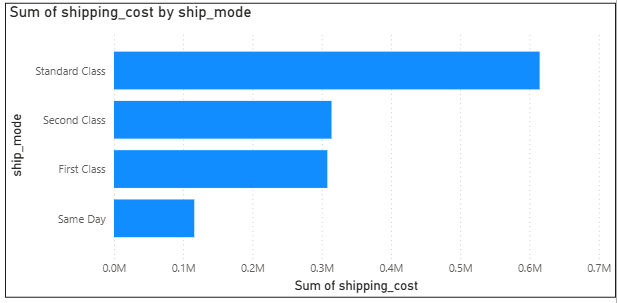 Sum of shipping_cost by ship_mode
Standard Class
Second Class
First Class
Same Day
ship_mode
0.0M 0.1M 0.2M 0.3M 0.4M 0.5M 0.6M 0.7M
Sum of shipping_cost